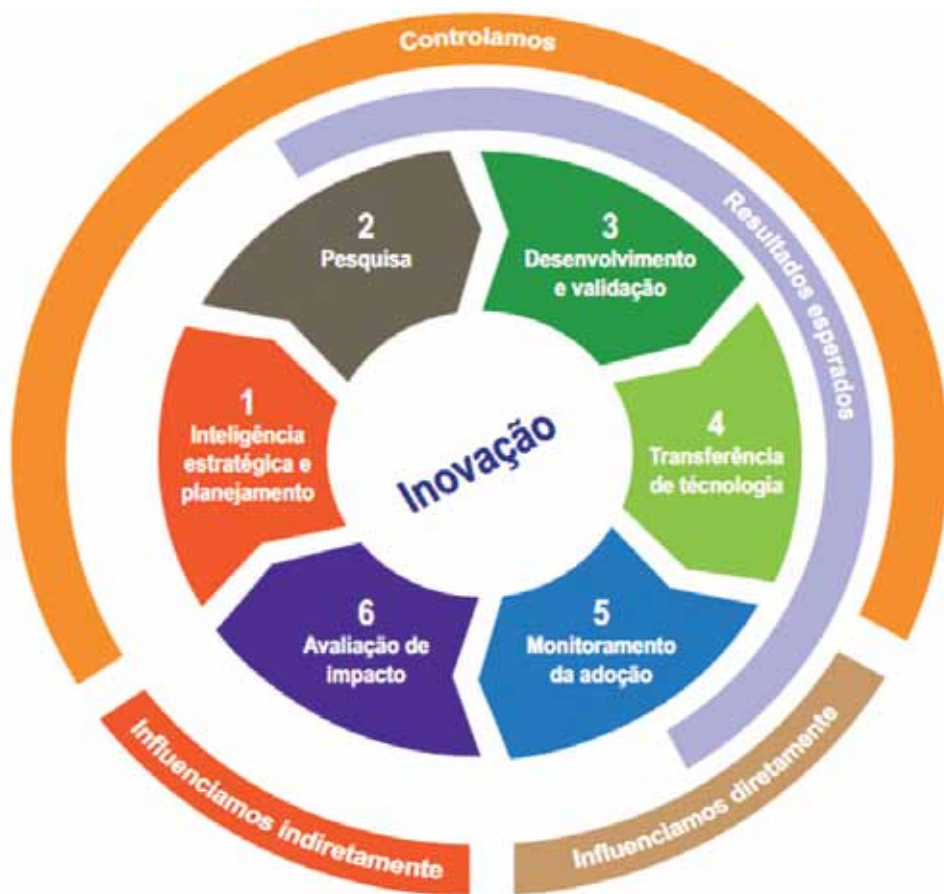 Controlamos
Resultados esperados
2
Pesquisa
3
Desenvolvimento
e validação
1
Inteligência
estratégica e
planejamento
Inovação
4
Transferência
de técnologia
6
Avaliação de
impacto
5
Monitoramento
da adoção
Influenciamos indiretamente
Influenciamos diretamente